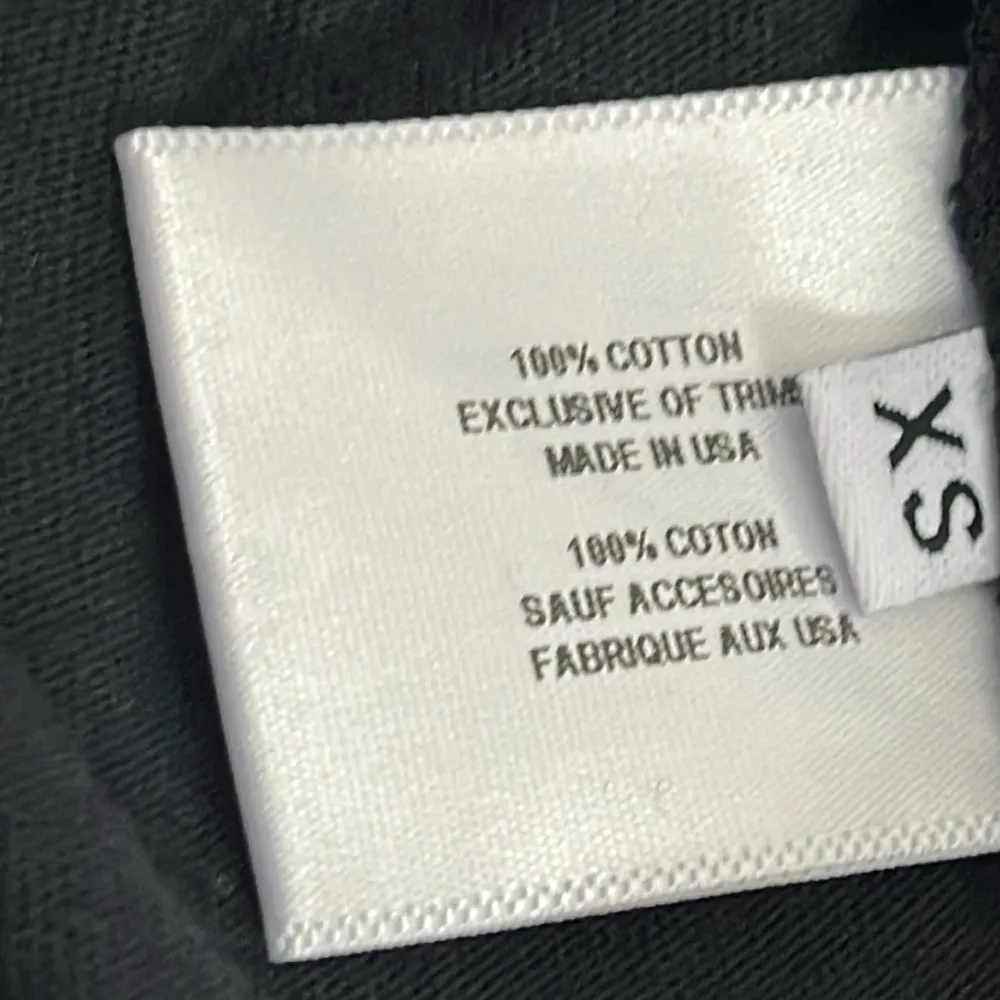 100% COTTON
EXCLUSIVE OF TRIM
MADE IN USA
100% COTON
SAUF ACCESOIRES
FABRIQUE AUX USA
XS